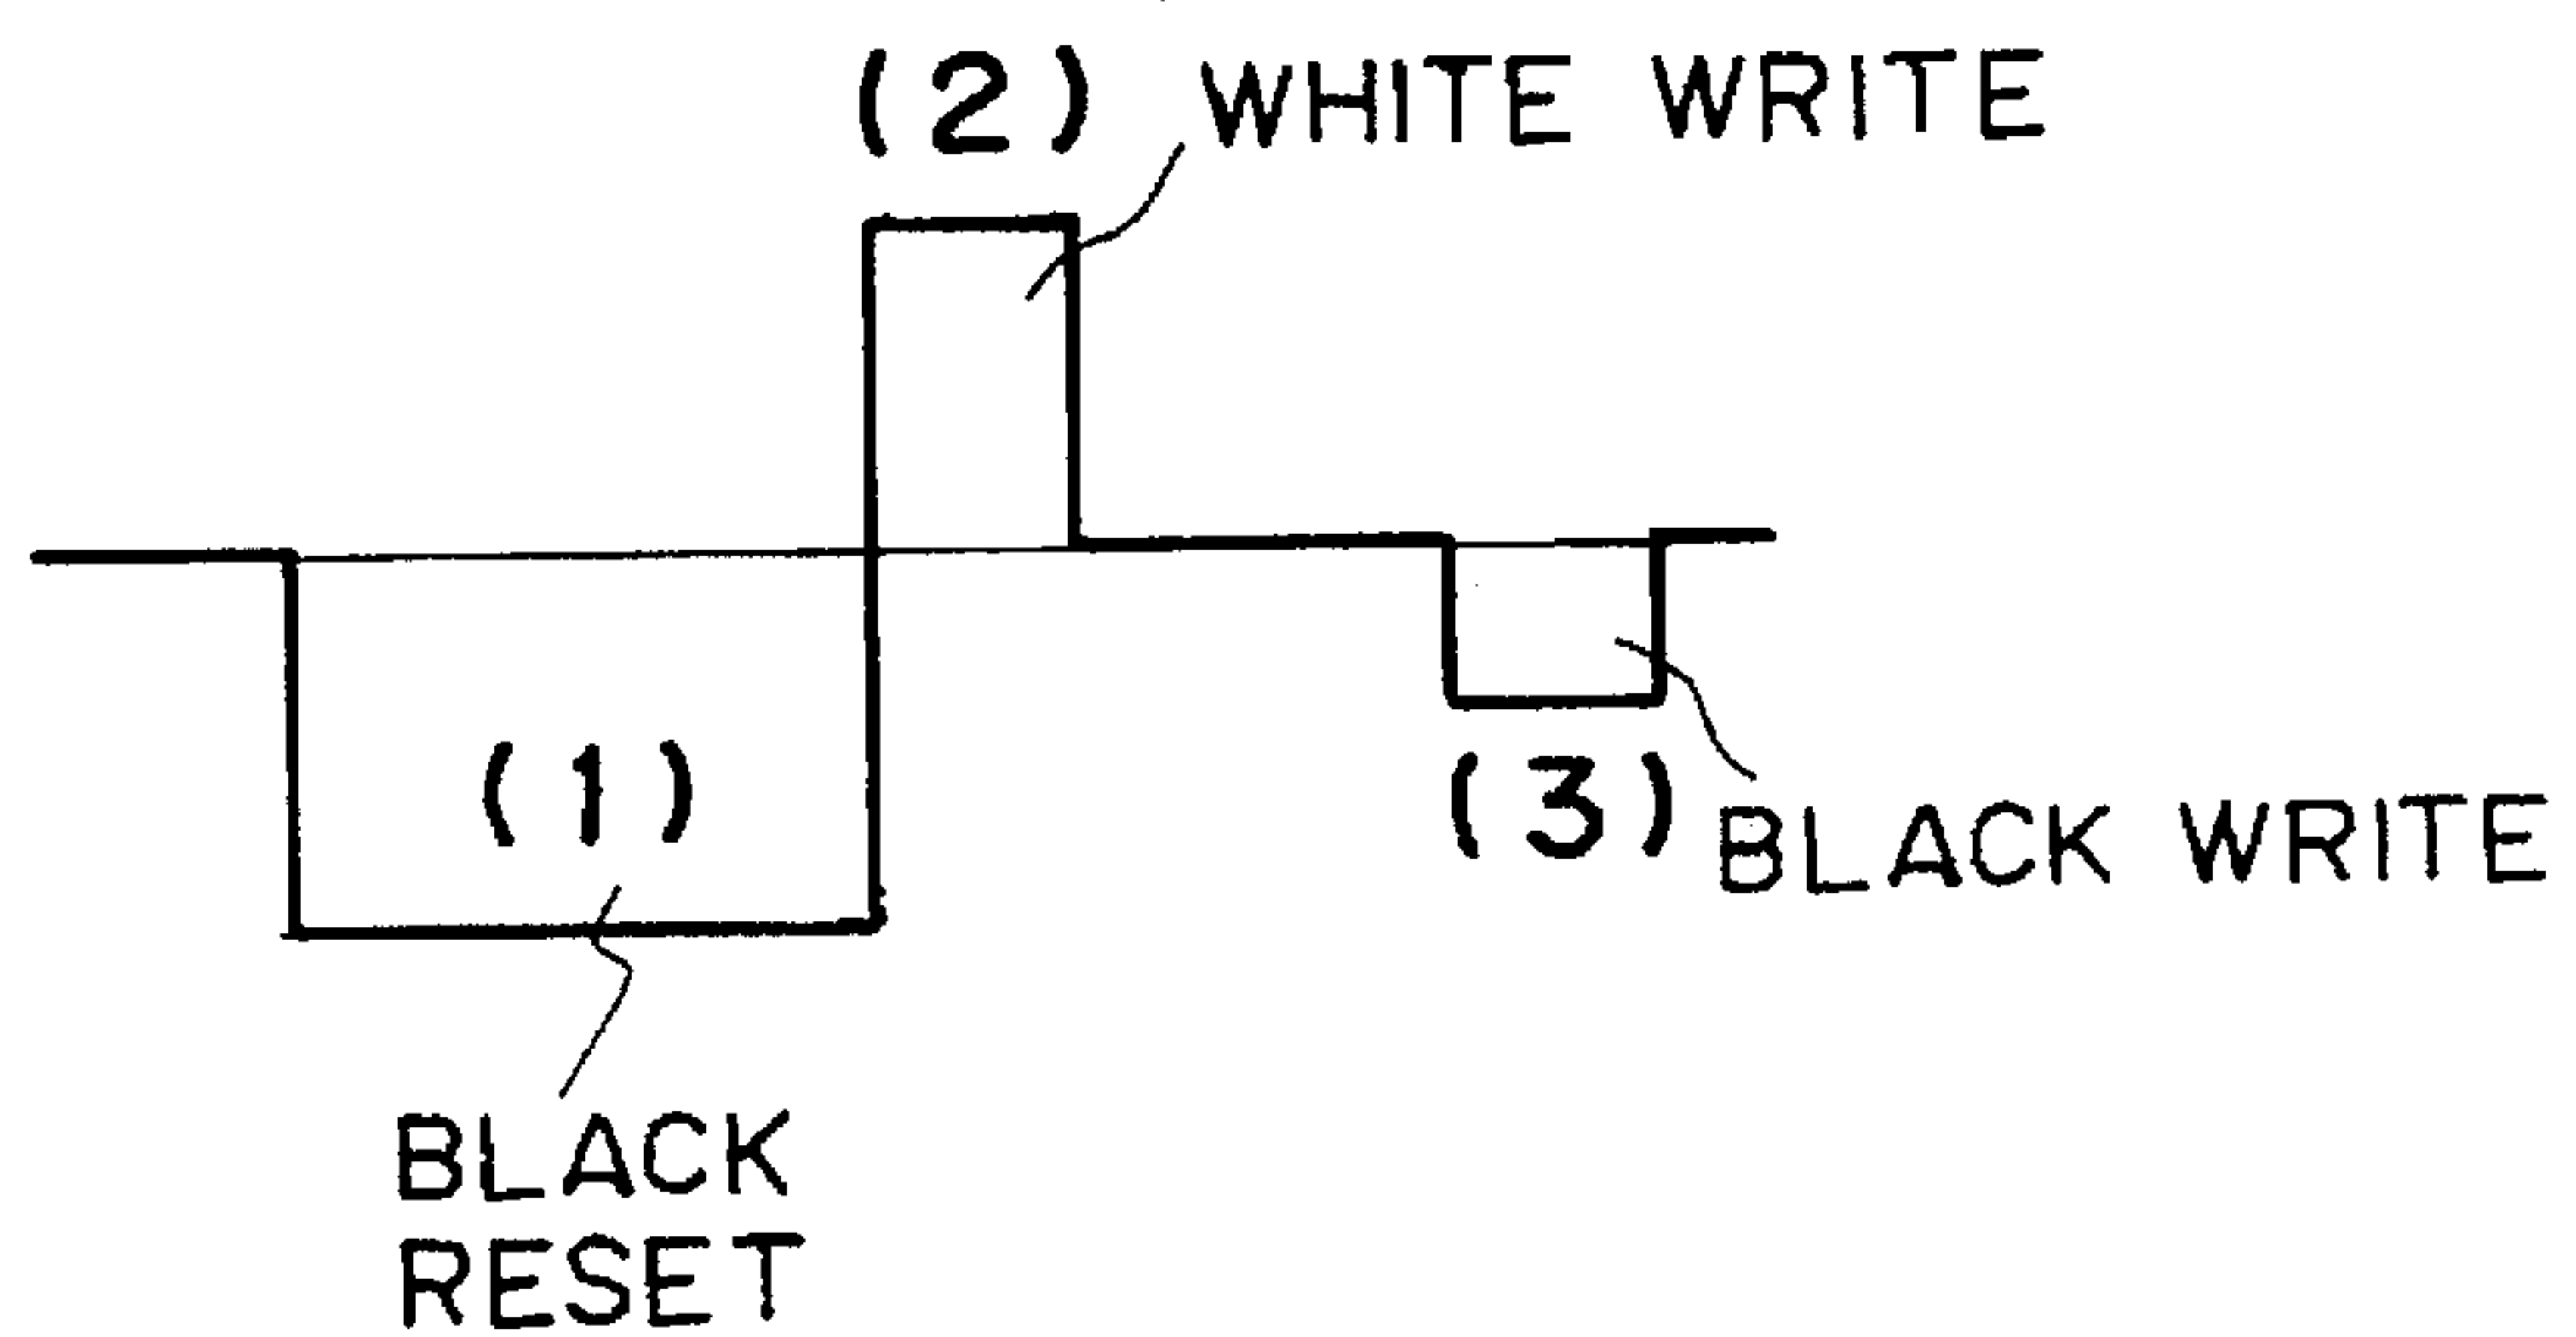 (2) WHITE WRITE
(1)
(3) BLACK WRITE
BLACK
RESET